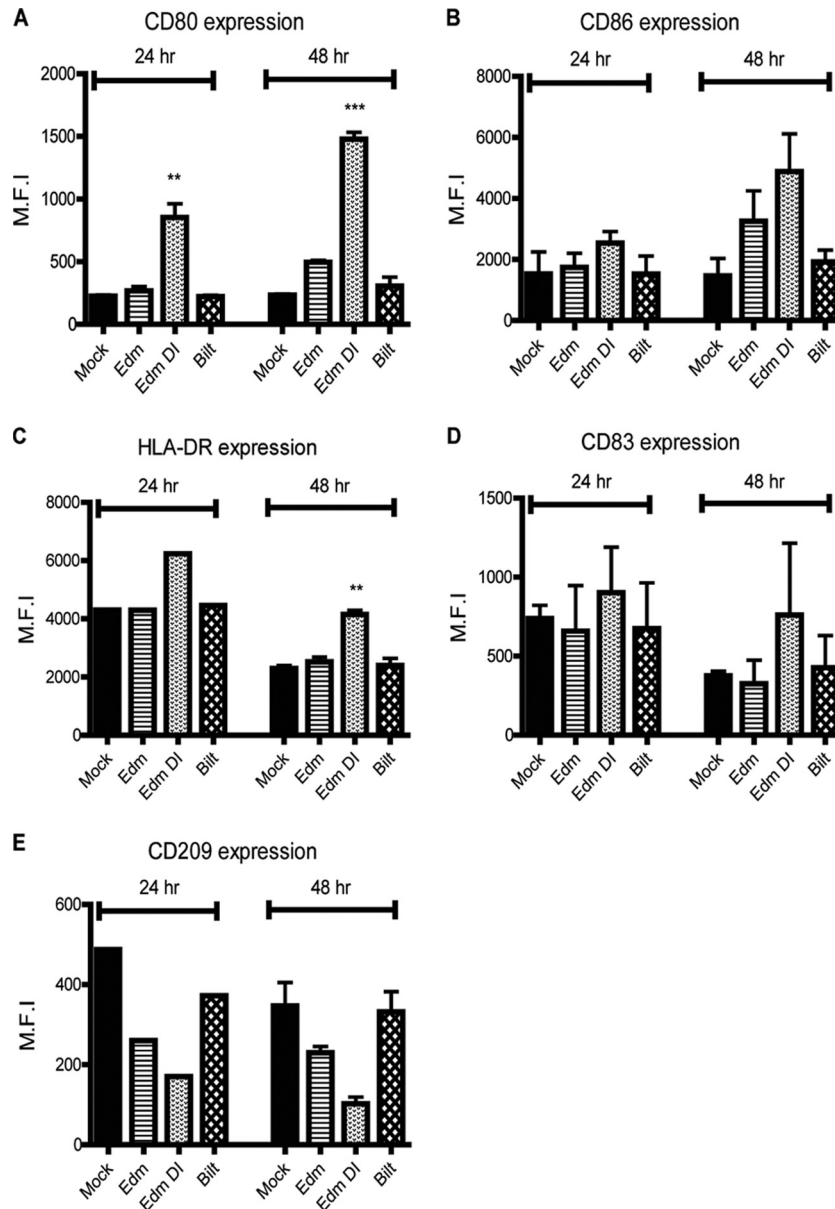 A
CD80 expression
24 hr
48 hr
M.F.I
2000
1500
1000
500
0
**
***
Mock
Edm
Edm DI
Bilt
Mock
Edm
Edm DI
Bilt
B
CD86 expression
24 hr
48 hr
M.F.I
8000
6000
4000
2000
0
Mock
Edm
Edm DI
Bilt
Mock
Edm
Edm DI
Bilt
C
HLA-DR expression
24 hr
48 hr
M.F.I
8000
6000
4000
2000
0
**
Mock
Edm
Edm DI
Bilt
Mock
Edm
Edm DI
Bilt
D
CD83 expression
24 hr
48 hr
M.F.I
1500
1000
500
0
Mock
Edm
Edm DI
Bilt
Mock
Edm
Edm DI
Bilt
E
CD209 expression
24 hr
48 hr
M.F.I
600
400
200
0
Mock
Edm
Edm DI
Bilt
Mock
Edm
Edm DI
Bilt